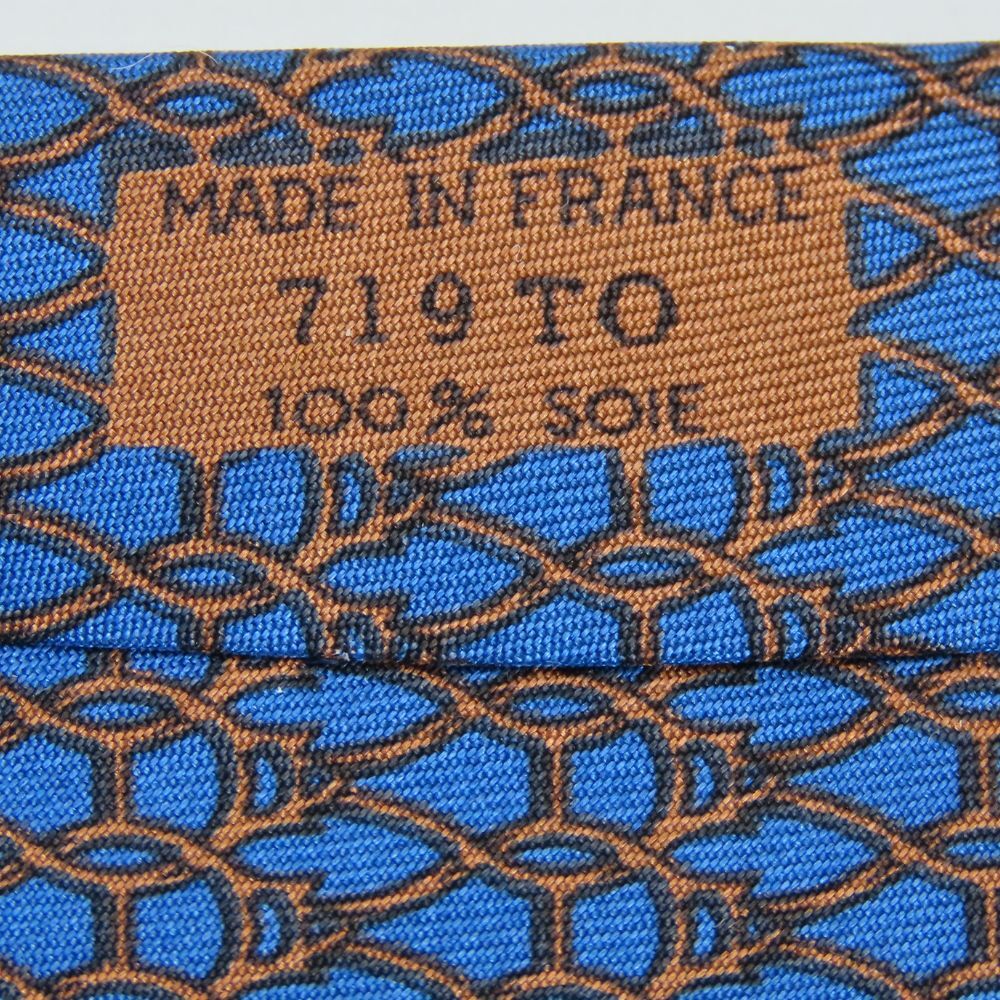 MADE IN FRANCE
719 TO
100% SOIE